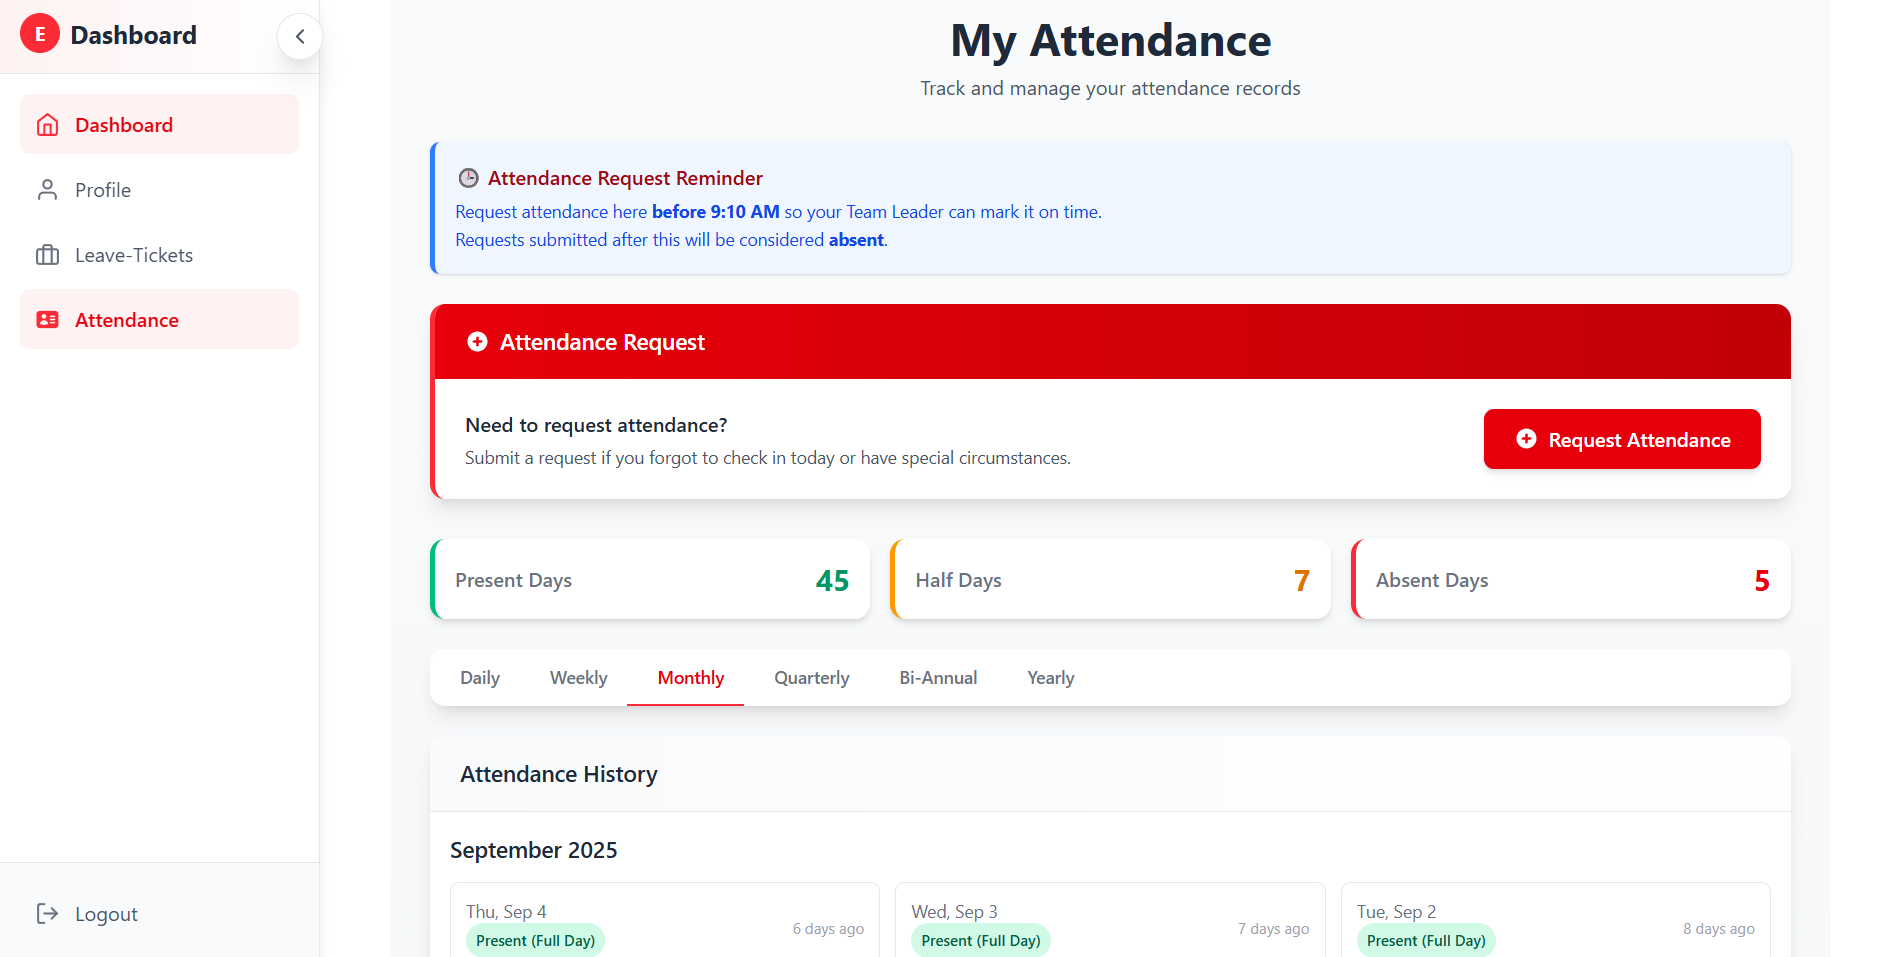 E
Dashboard
Dashboard
Profile
Leave-Tickets
Attendance
Logout
My Attendance
Track and manage your attendance records
Attendance Request Reminder
Request attendance here before 9:10 AM so your Team Leader can mark it on time.
Requests submitted after this will be considered absent.
Attendance Request
Need to request attendance?
Submit a request if you forgot to check in today or have special circumstances.
Request Attendance
Present Days 45
Half Days 7
Absent Days 5
Daily Weekly Monthly Quarterly Bi-Annual Yearly
Attendance History
September 2025
Thu, Sep 4
Present (Full Day)
6 days ago
Wed, Sep 3
Present (Full Day)
7 days ago
Tue, Sep 2
Present (Full Day)
8 days ago